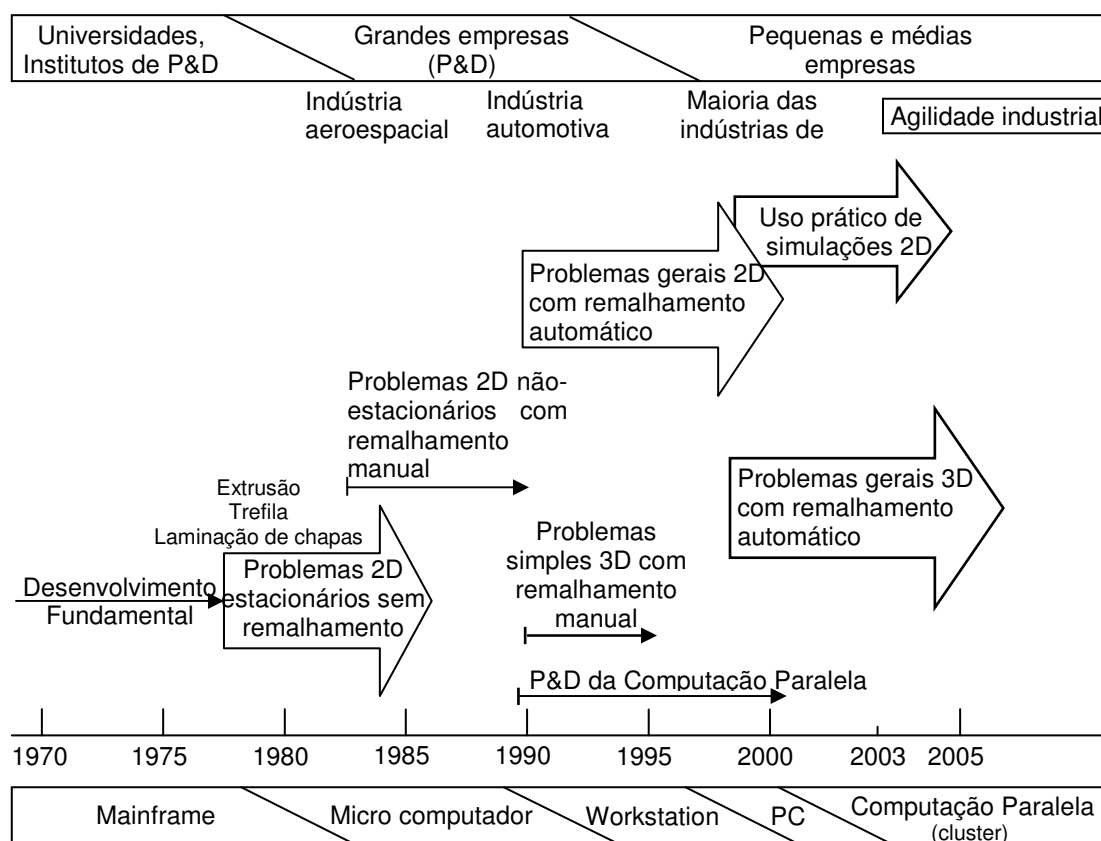 Universidades,
Institutos de P&D
Grandes empresas
(P&D)
Pequenas e médias
empresas
Indústria
aeroespacial
Indústria
automotiva
Maioria das
indústrias de
Agilidade industrial
Uso prático de
simulações 2D
Problemas gerais 2D
com remalhamento
automático
Problemas 2D não-
estacionários com
remalhamento
manual
Problemas gerais 3D
com remalhamento
automático
Extrusão
Trefila
Laminação de chapas
Problemas
simples 3D com
remalhamento
manual
Desenvolvimento
Fundamental
Problemas 2D
estacionários sem
remalhamento
P&D da Computação Paralela
1970 1975 1980 1985 1990 1995 2000 2003 2005
Mainframe
Micro computador
Workstation
PC
Computação Paralela
(cluster)